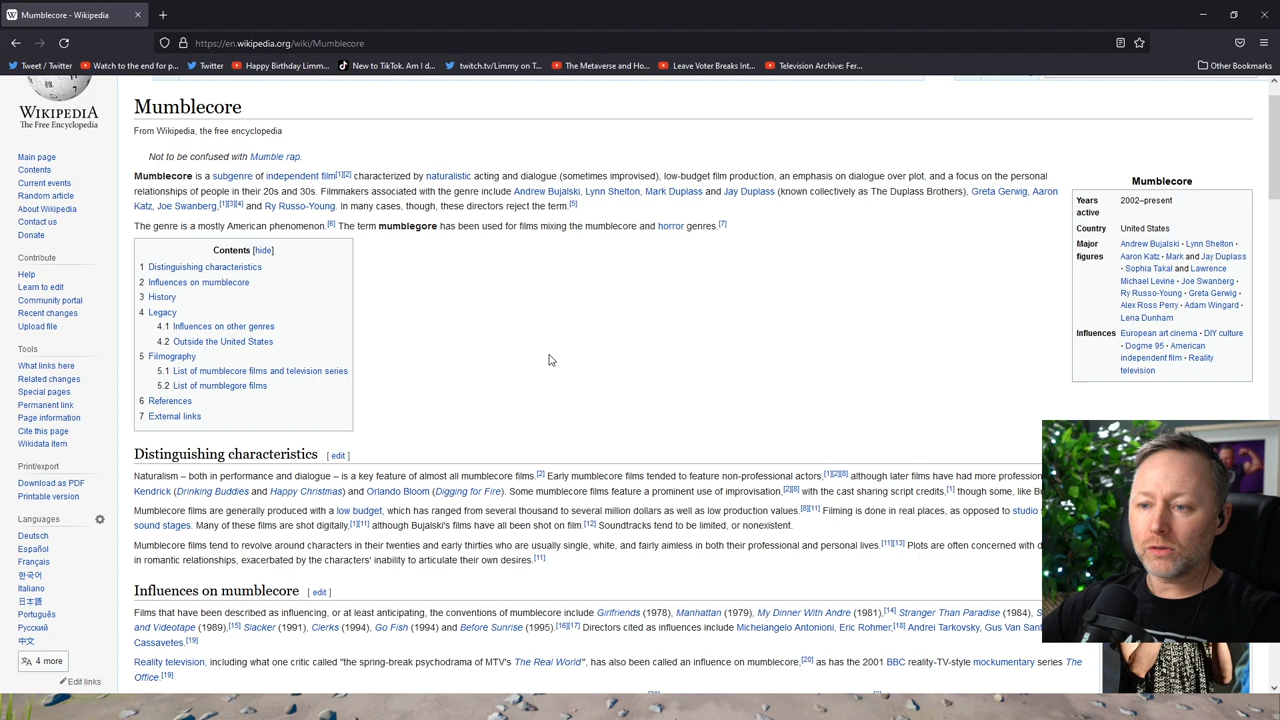 Mumblecore - Wikipedia
https://en.wikipedia.org/wiki/Mumblecore
Tweet / Twitter
Watch to the end for p...
Twitter
Happy Birthday Limm...
New to TikTok. Am I d...
twitch.tv/Limmy on T...
The Metaverse and Ho...
Leave Voter Breaks Int...
Television Archive: Fer...
Other Bookmarks
WIKIPEDIA
The Free Encyclopedia
Main page
Contents
Current events
Random article
About Wikipedia
Contact us
Donate
Contribute
Help
Learn to edit
Community portal
Recent changes
Upload file
Tools
What links here
Related changes
Special pages
Permanent link
Page information
Cite this page
Wikidata item
Print/export
Download as PDF
Printable version
Languages
Deutsch
Español
Français
한국어
Italiano
日本語
Português
Русский
中文
4 more
Edit links
Mumblecore
From Wikipedia, the free encyclopedia
Not to be confused with Mumble rap.
Mumblecore is a subgenre of independent film[1][2] characterized by naturalistic acting and dialogue (sometimes improvised), low-budget film production, an emphasis on dialogue over plot, and a focus on the personal
relationships of people in their 20s and 30s. Filmmakers associated with the genre include Andrew Bujalski, Lynn Shelton, Mark Duplass and Jay Duplass (known collectively as The Duplass Brothers), Greta Gerwig, Aaron
Katz, Joe Swanberg,[1][3][4] and Ry Russo-Young. In many cases, though, these directors reject the term.[5]
The genre is a mostly American phenomenon.[6] The term mumblegore has been used for films mixing the mumblecore and horror genres.[7]
Contents [hide]
1 Distinguishing characteristics
2 Influences on mumblecore
3 History
4 Legacy
4.1 Influences on other genres
4.2 Outside the United States
5 Filmography
5.1 List of mumblecore films and television series
5.2 List of mumblegore films
6 References
7 External links
Mumblecore
Years active 2002–present
Country United States
Major figures Andrew Bujalski · Lynn Shelton ·
Aaron Katz · Mark and Jay Duplass
· Sophia Takal and Lawrence
Michael Levine · Joe Swanberg ·
Ry Russo-Young · Greta Gerwig ·
Alex Ross Perry · Adam Wingard ·
Lena Dunham
Influences European art cinema · DIY culture
· Dogme 95 · American
independent film · Reality
television
Distinguishing characteristics [ edit ]
Naturalism – both in performance and dialogue – is a key feature of almost all mumblecore films.[2] Early mumblecore films tended to feature non-professional actors,[1][2][8] although later films have had more profession
Kendrick (Drinking Buddies and Happy Christmas) and Orlando Bloom (Digging for Fire). Some mumblecore films feature a prominent use of improvisation,[2][8] with the cast sharing script credits,[1] though some, like Bu
Mumblecore films are generally produced with a low budget, which has ranged from several thousand to several million dollars as well as low production values.[8][11] Filming is done in real places, as opposed to studio s
sound stages. Many of these films are shot digitally,[1][11] although Bujalski's films have all been shot on film.[12] Soundtracks tend to be limited, or nonexistent.
Mumblecore films tend to revolve around characters in their twenties and early thirties who are usually single, white, and fairly aimless in both their professional and personal lives.[11][13] Plots are often concerned with d
in romantic relationships, exacerbated by the characters' inability to articulate their own desires.[11]
Influences on mumblecore [ edit ]
Films that have been described as influencing, or at least anticipating, the conventions of mumblecore include Girlfriends (1978), Manhattan (1979), My Dinner With Andre (1981),[14] Stranger Than Paradise (1984), S
and Videotape (1989),[15] Slacker (1991), Clerks (1994), Go Fish (1994) and Before Sunrise (1995).[16][17] Directors cited as influences include Michelangelo Antonioni, Eric Rohmer,[18] Andrei Tarkovsky, Gus Van Sant
Cassavetes.[19]
Reality television, including what one critic called "the spring-break psychodrama of MTV's The Real World", has also been called an influence on mumblecore,[20] as has the 2001 BBC reality-TV-style mockumentary series The
Office.[19]